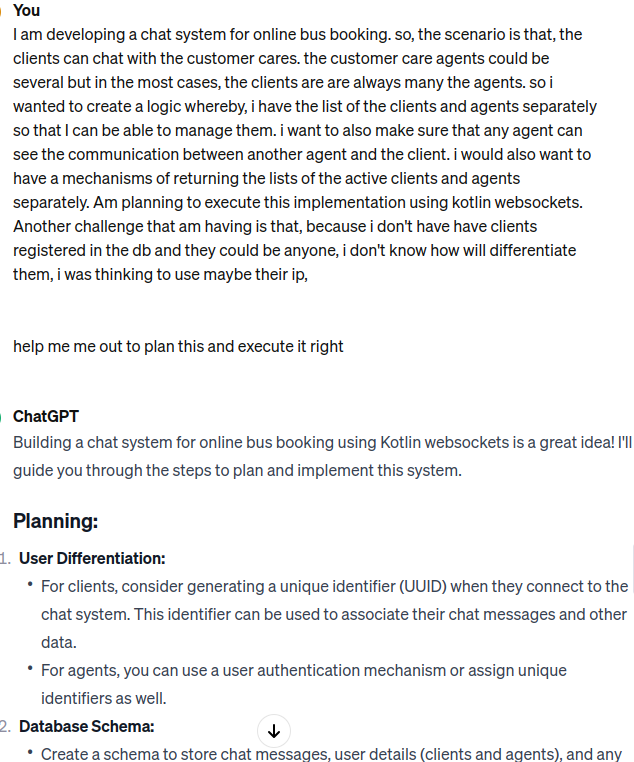 You
I am developing a chat system for online bus booking. so, the scenario is that, the
clients can chat with the customer cares. the customer care agents could be
several but in the most cases, the clients are are always many the agents. so i
wanted to create a logic whereby, i have the list of the clients and agents separately
so that I can be able to manage them. i want to also make sure that any agent can
see the communication between another agent and the client. i would also want to
have a mechanisms of returning the lists of the active clients and agents
separately. Am planning to execute this implementation using kotlin websockets.
Another challenge that am having is that, because i don't have have clients
registered in the db and they could be anyone, i don't know how will differentiate
them, i was thinking to use maybe their ip,
help me me out to plan this and execute it right
ChatGPT
Building a chat system for online bus booking using Kotlin websockets is a great idea! I'll
guide you through the steps to plan and implement this system.
Planning:
1. User Differentiation:
• For clients, consider generating a unique identifier (UUID) when they connect to the
chat system. This identifier can be used to associate their chat messages and other
data.
• For agents, you can use a user authentication mechanism or assign unique
identifiers as well.
2. Database Schema:
• Create a schema to store chat messages, user details (clients and agents), and any